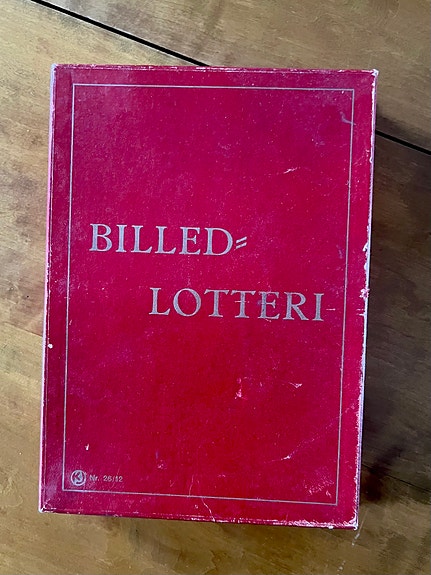 BILLED=
LOTTERI
K Nr. 26/12